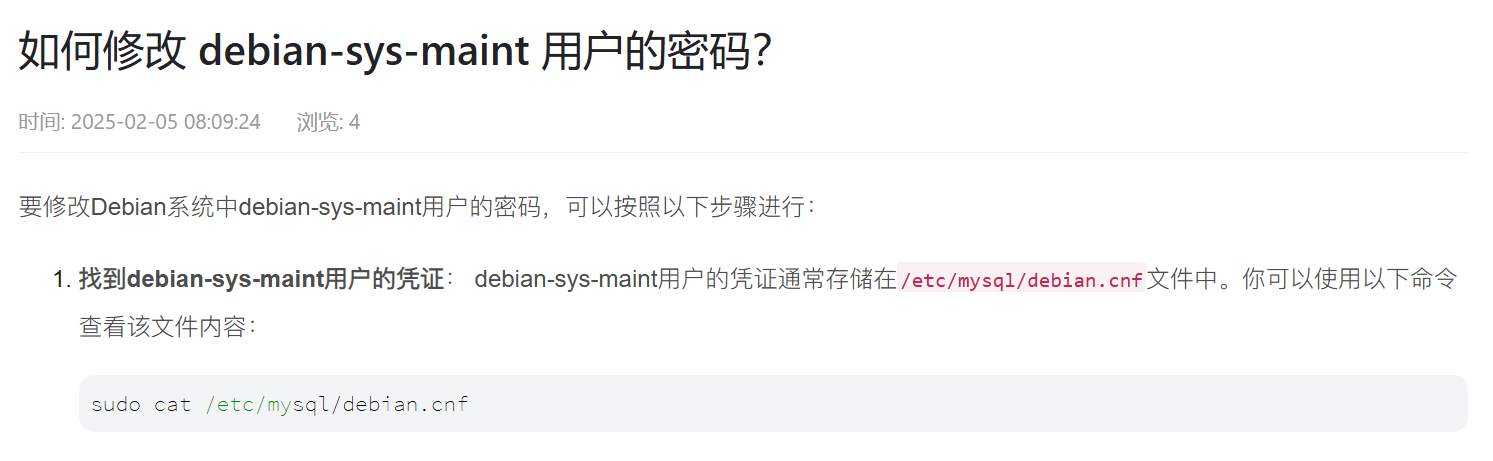 如何修改 debian-sys-maint 用户的密码？
时间: 2025-02-05 08:09:24 浏览: 4
要修改Debian系统中debian-sys-maint用户的密码，可以按照以下步骤进行：
1. 找到debian-sys-maint用户的凭证： debian-sys-maint用户的凭证通常存储在/etc/mysql/debian.cnf文件中。你可以使用以下命令
查看该文件内容：
sudo cat /etc/mysql/debian.cnf